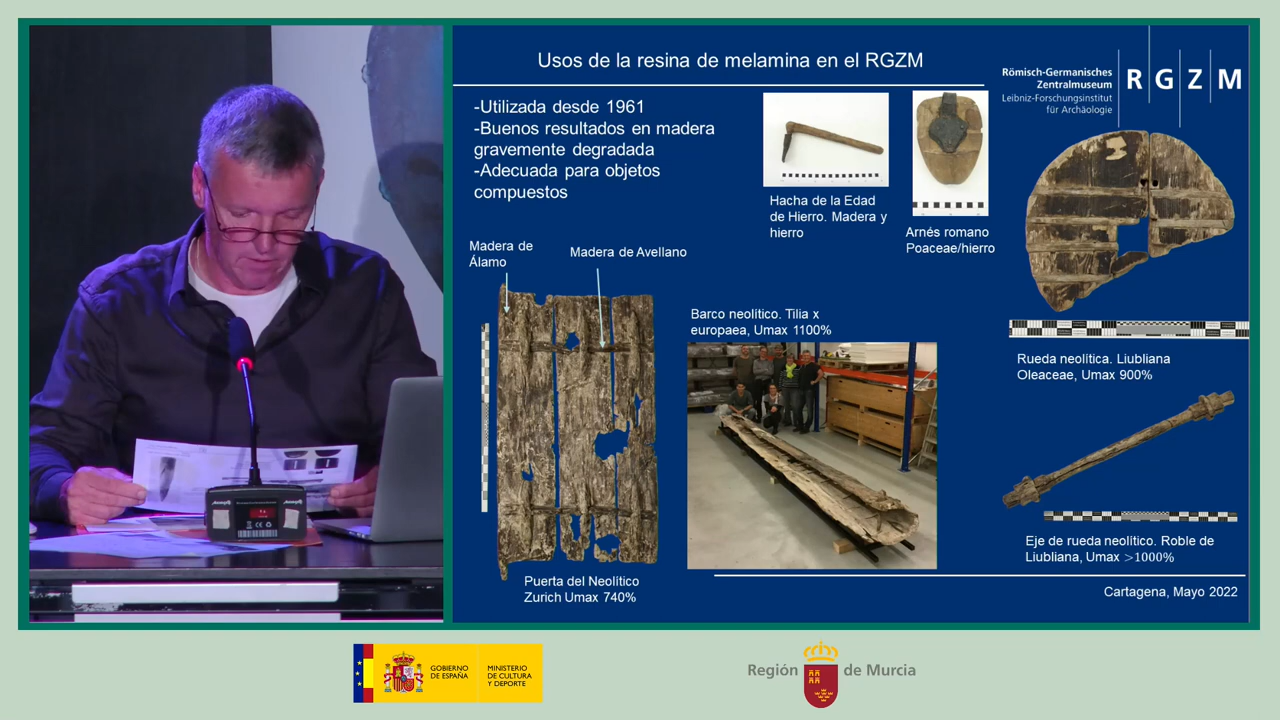 Usos de la resina de melamina en el RGZM
Römisch-Germanisches
Zentralmuseum
Leibniz-Forschungsinstitut
für Archäologie
R G Z M
-Utilizada desde 1961
-Buenos resultados en madera
gravemente degradada
-Adecuada para objetos
compuestos
Hacha de la Edad
de Hierro. Madera y
hierro
Arnés romano
Poaceae/hierro
Madera de
Álamo
Madera de Avellano
Barco neolítico. Tilia x
europaea, Umax 1100%
Rueda neolítica. Liubliana
Oleaceae, Umax 900%
Eje de rueda neolítico. Roble de
Liubliana, Umax >1000%
Puerta del Neolítico
Zurich Umax 740%
Cartagena, Mayo 2022
GOBIERNO
DE ESPAÑA
MINISTERIO
DE CULTURA
Y DEPORTE
Región de Murcia